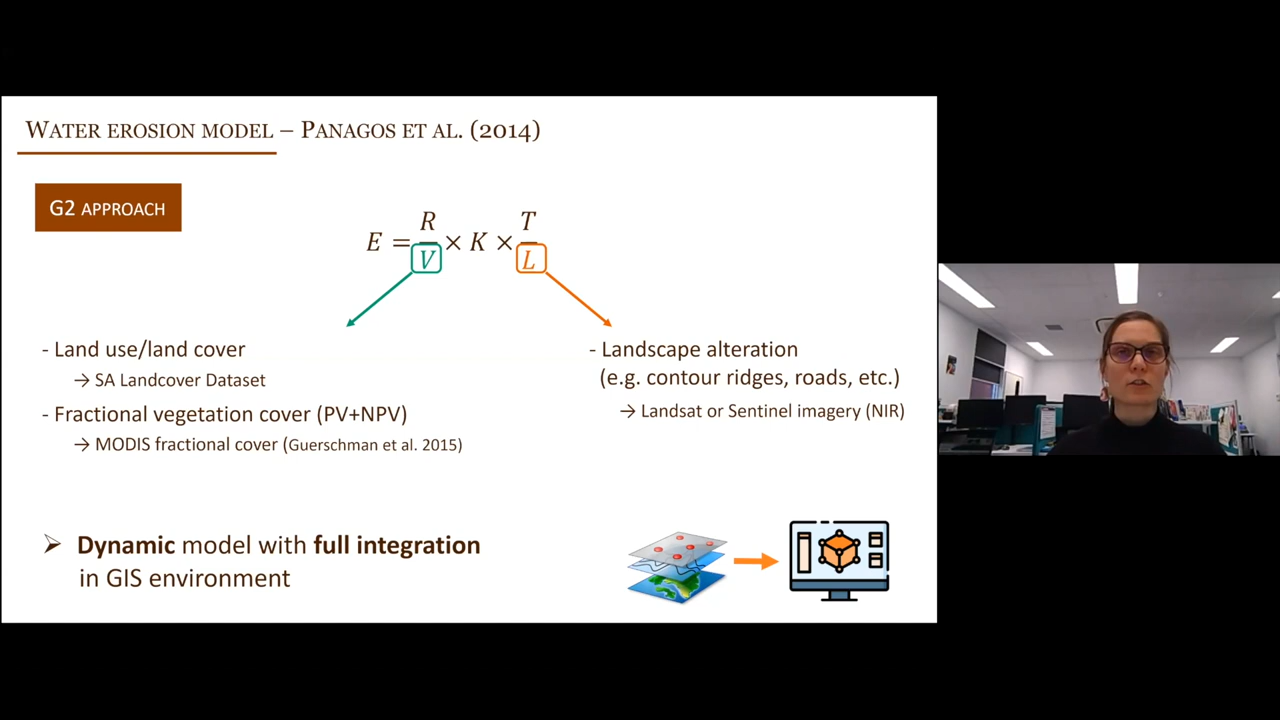 WATER EROSION MODEL – PANAGOS ET AL. (2014)
G2 APPROACH
E = R/V × K × T/L
- Land use/land cover
→ SA Landcover Dataset
- Fractional vegetation cover (PV+NPV)
→ MODIS fractional cover (Guerschman et al. 2015)
- Landscape alteration
(e.g. contour ridges, roads, etc.)
→ Landsat or Sentinel imagery (NIR)
➢ Dynamic model with full integration
in GIS environment